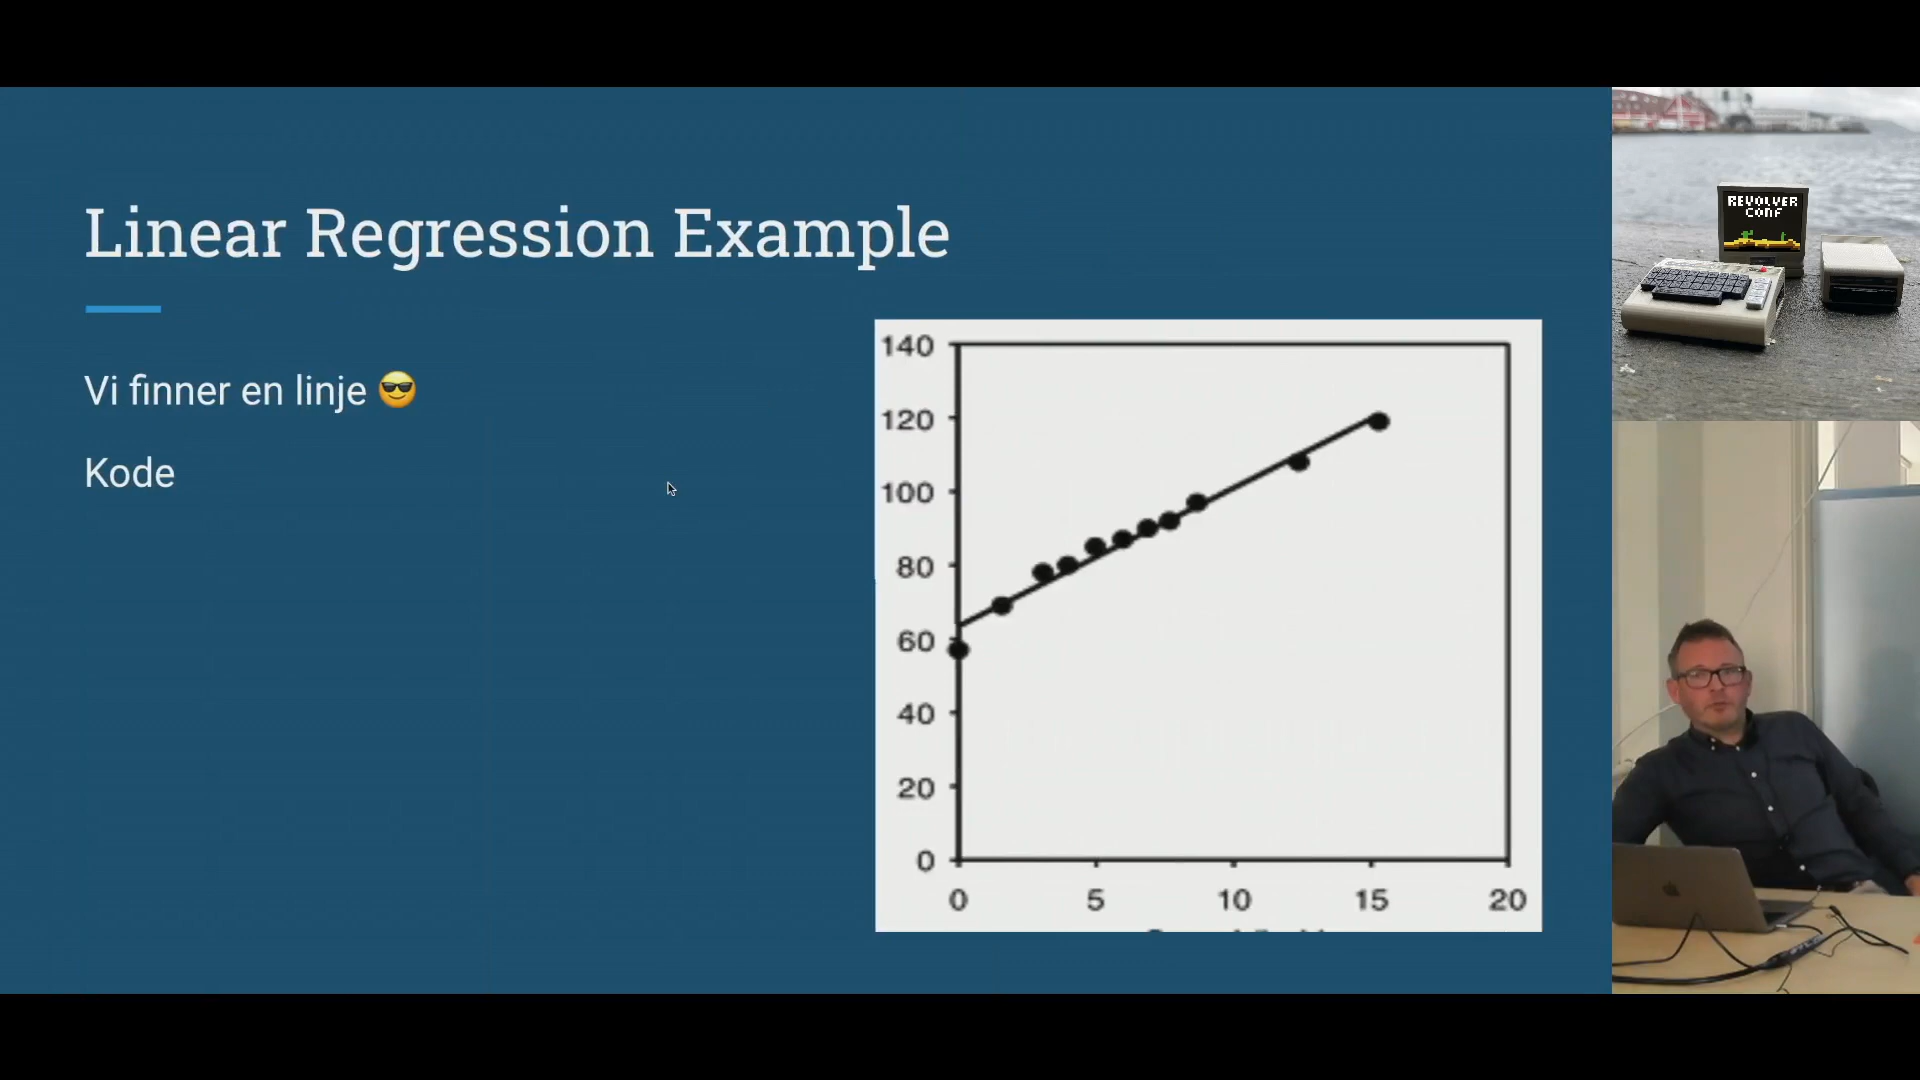 Linear Regression Example
Vi finner en linje 😎
Kode
140
120
100
80
60
40
20
0
0 5 10 15 20
REVOLVER
CONF